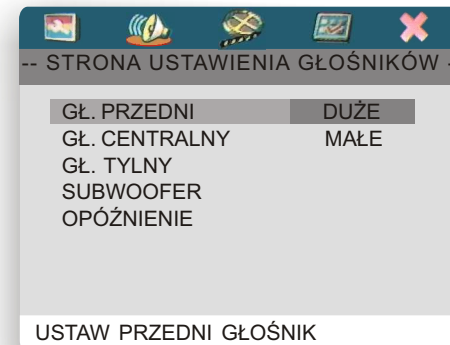 -- STRONA USTAWIENIA GŁOŚNIKÓW -
GŁ. PRZEDNI DUŻE
GŁ. CENTRALNY MAŁE
GŁ. TYLNY
SUBWOOFER
OPÓŹNIENIE
USTAW PRZEDNI GŁOŚNIK